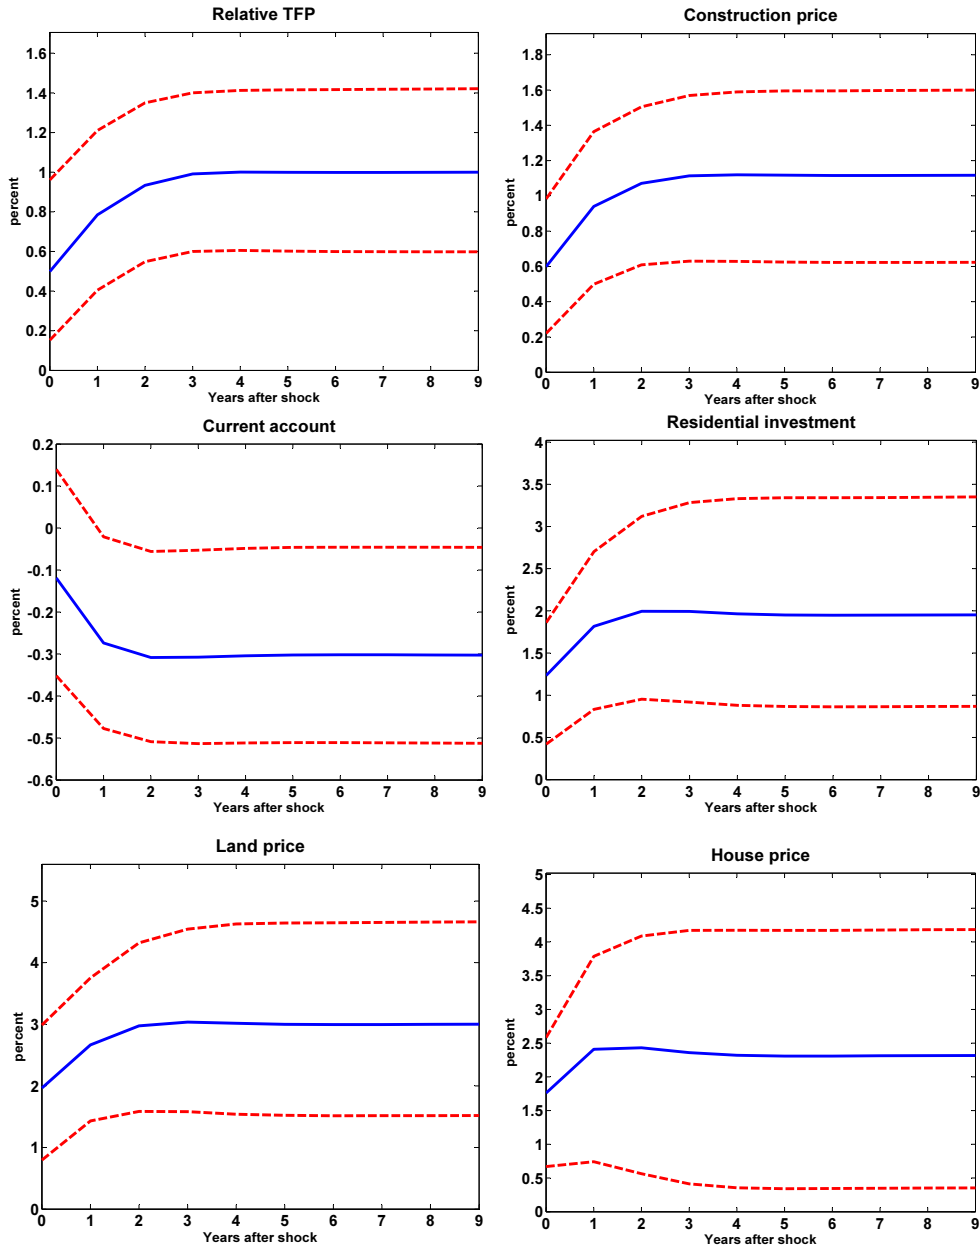 Relative TFP
percent
1.6
1.4
1.2
1
0.8
0.6
0.4
0.2
0
0 1 2 3 4 5 6 7 8 9
Years after shock
Construction price
percent
1.8
1.6
1.4
1.2
1
0.8
0.6
0.4
0.2
0
0 1 2 3 4 5 6 7 8 9
Years after shock
Current account
percent
0.2
0.1
0
-0.1
-0.2
-0.3
-0.4
-0.5
-0.6
0 1 2 3 4 5 6 7 8 9
Years after shock
Residential investment
percent
4
3.5
3
2.5
2
1.5
1
0.5
0
0 1 2 3 4 5 6 7 8 9
Years after shock
Land price
percent
5
4
3
2
1
0
0 1 2 3 4 5 6 7 8 9
Years after shock
House price
percent
5
4.5
4
3.5
3
2.5
2
1.5
1
0.5
0
0 1 2 3 4 5 6 7 8 9
Years after shock